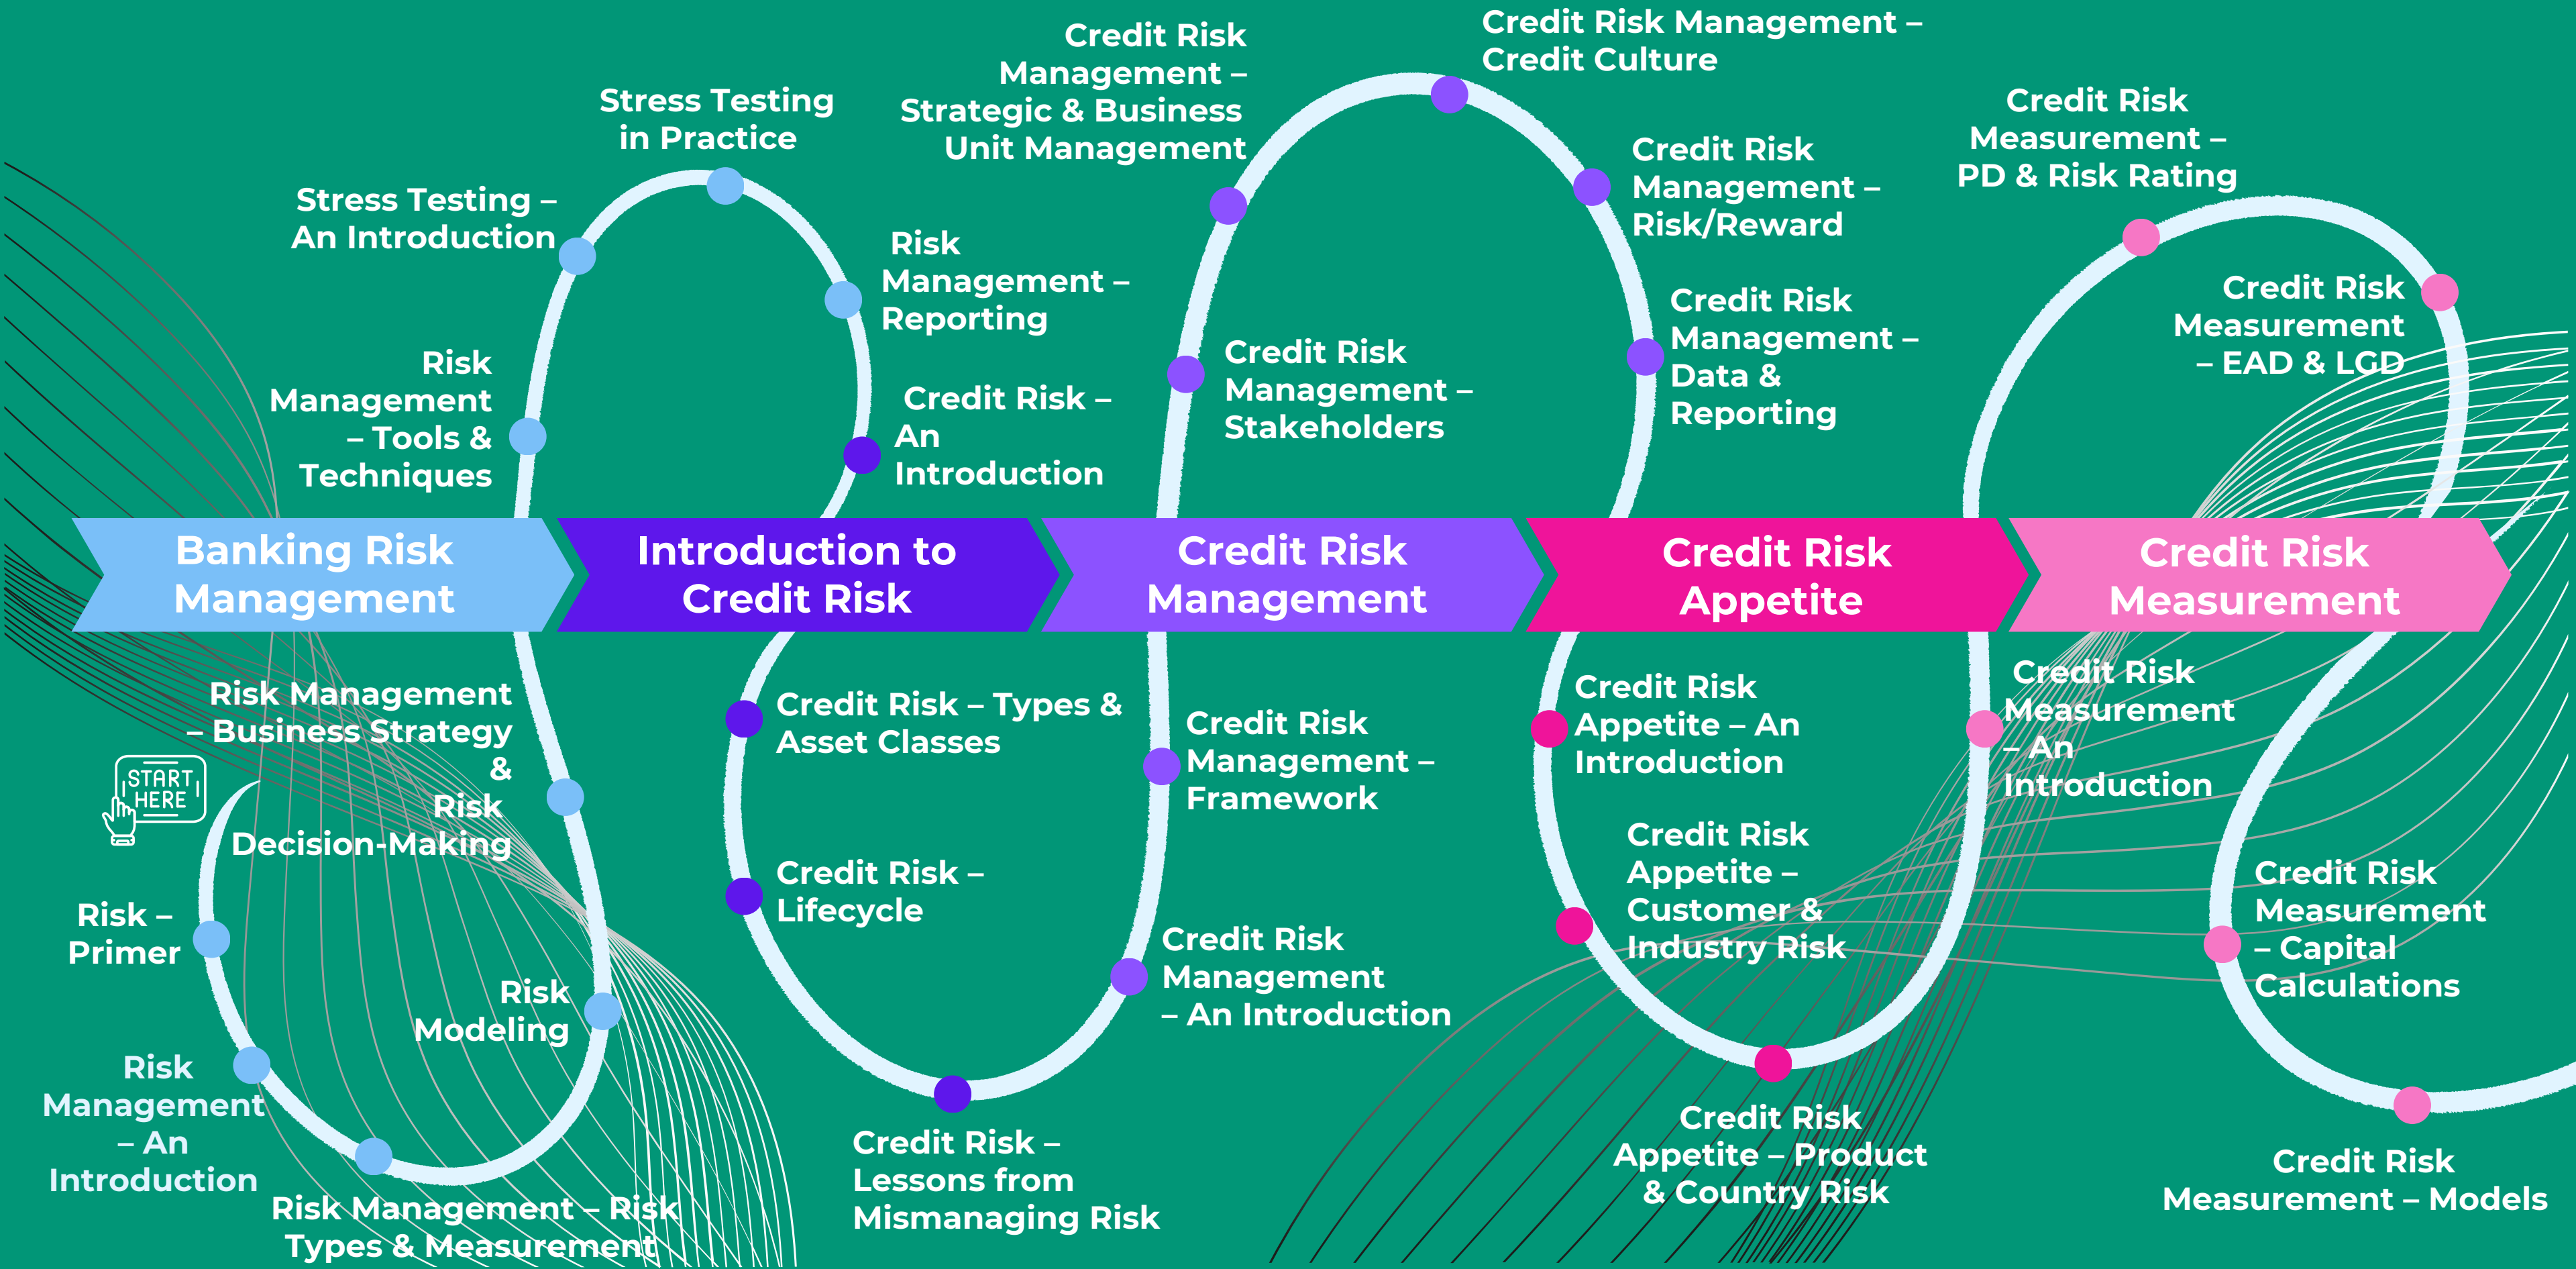 START
HERE
Risk –
Primer
Risk
Management
– An
Introduction
Risk Management – Risk
Types & Measurement
Risk
Modeling
Risk Management
– Business Strategy
&
Risk
Decision-Making
Banking Risk
Management
Risk
Management
– Tools &
Techniques
Stress Testing –
An Introduction
Stress Testing
in Practice
Risk
Management –
Reporting
Credit Risk –
An
Introduction
Introduction to
Credit Risk
Credit Risk – Types &
Asset Classes
Credit Risk –
Lifecycle
Credit Risk –
Lessons from
Mismanaging Risk
Credit Risk
Management
– An Introduction
Credit Risk
Management –
Framework
Credit Risk
Management
Credit Risk
Management –
Stakeholders
Credit Risk
Management –
Strategic & Business
Unit Management
Credit Risk Management –
Credit Culture
Credit Risk
Management –
Risk/Reward
Credit Risk
Management –
Data &
Reporting
Credit Risk
Appetite
Credit Risk
Appetite – An
Introduction
Credit Risk
Appetite –
Customer &
Industry Risk
Credit Risk
Appetite – Product
& Country Risk
Credit Risk
Measurement
– An
Introduction
Credit Risk
Measurement
Credit Risk
Measurement –
PD & Risk Rating
Credit Risk
Measurement
– EAD & LGD
Credit Risk
Measurement
– Capital
Calculations
Credit Risk
Measurement – Models